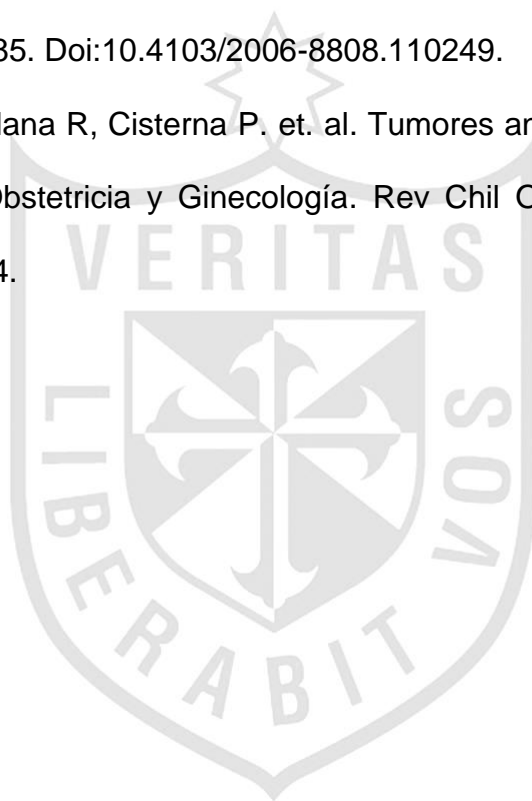 35. Doi:10.4103/2006-8808.110249.
lana R, Cisterna P. et. al. Tumores an
Obstetricia y Ginecología. Rev Chil O
4.
VERITAS
LIBERABIT VOS